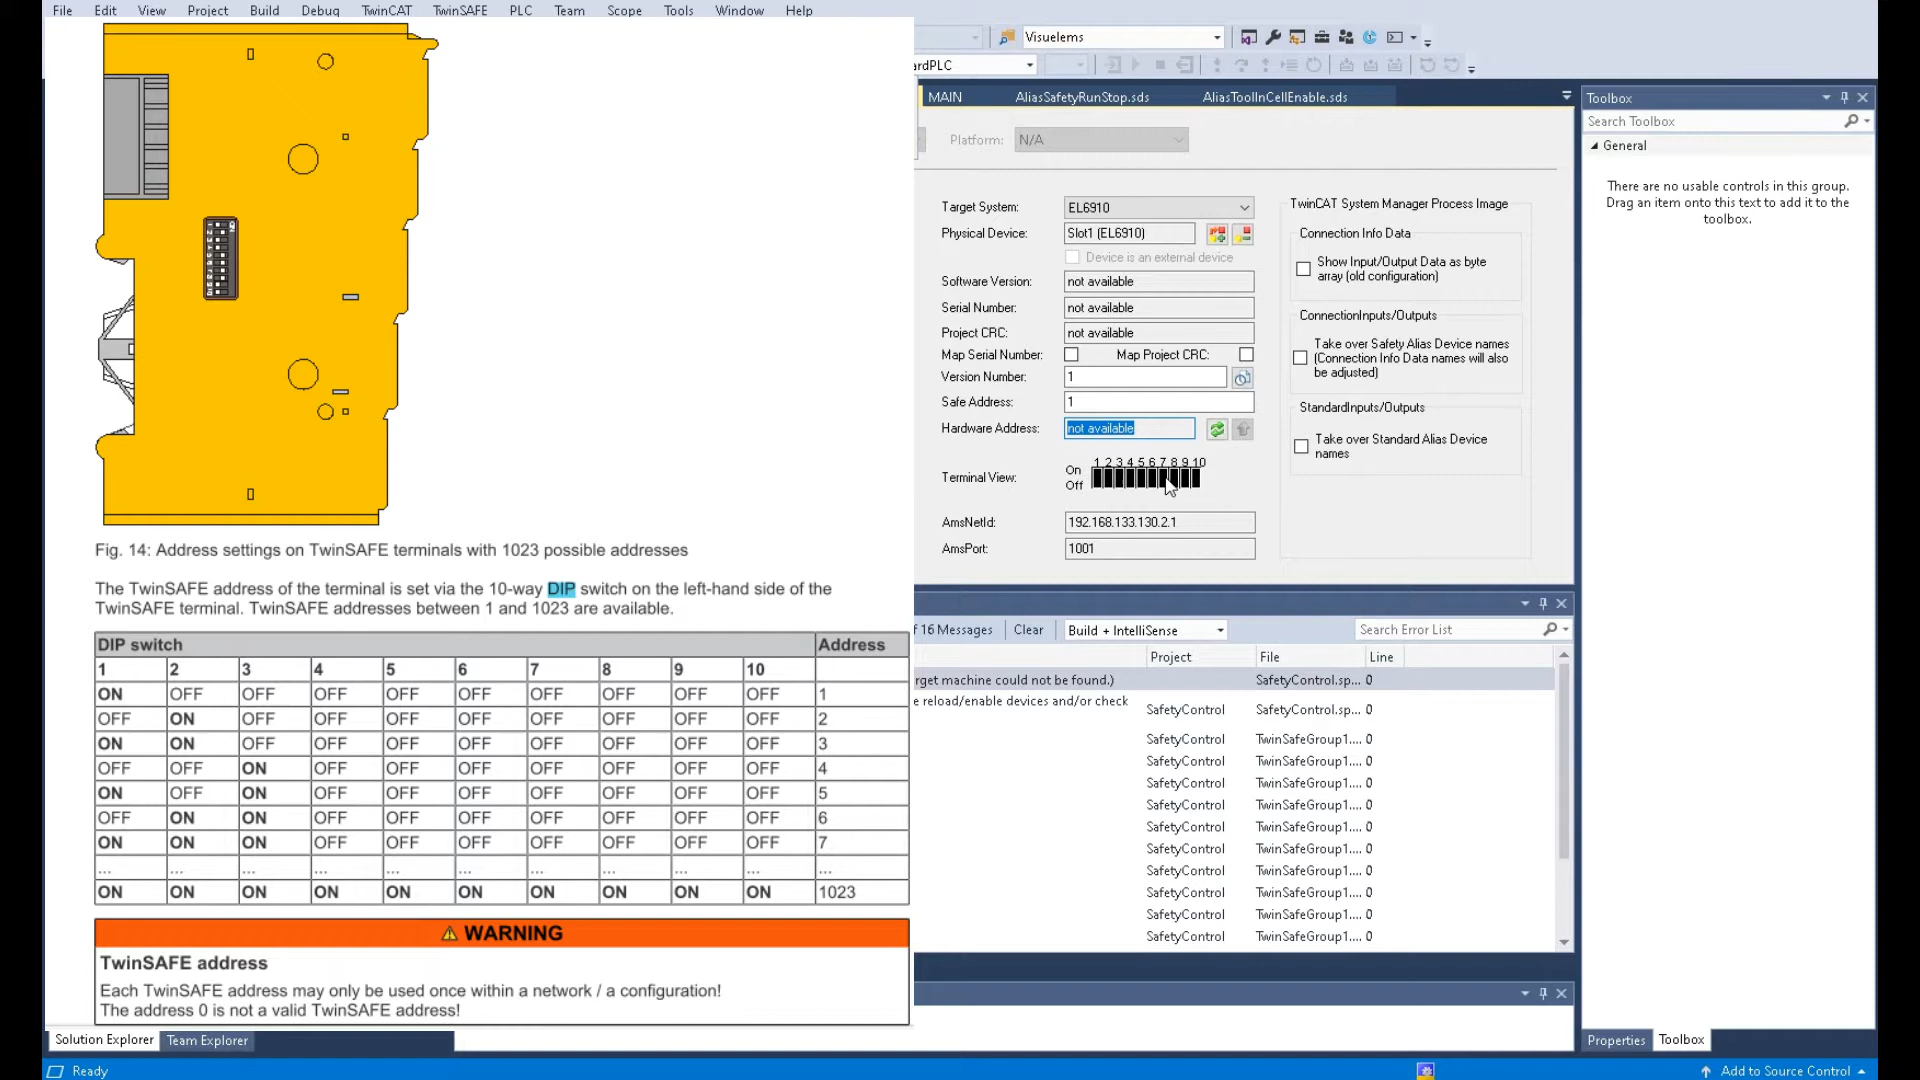 File Edit View Project Build Debug TwinCAT TwinSAFE PLC Team Scope Tools Window Help
Visuelems
ardPLC
MAIN AliasSafetyRunStop.sds AliasToolInCellEnable.sds
Platform: N/A
Target System: EL6910
Physical Device: Slot1 (EL6910)
Device is an external device
Software Version: not available
Serial Number: not available
Project CRC: not available
Map Serial Number: Map Project CRC:
Version Number: 1
Safe Address: 1
Hardware Address: not available
1 2 3 4 5 6 7 8 9 10
Terminal View: On
Off
AmsNetId: 192.168.133.130.2.1
AmsPort: 1001
TwinCAT System Manager Process Image
Connection Info Data
Show Input/Output Data as byte
array (old configuration)
ConnectionInputs/Outputs
Take over Safety Alias Device names
(Connection Info Data names will also
be adjusted)
StandardInputs/Outputs
Take over Standard Alias Device
names
Toolbox
Search Toolbox
General
There are no usable controls in this group.
Drag an item onto this text to add it to the
toolbox.
Fig. 14: Address settings on TwinSAFE terminals with 1023 possible addresses
The TwinSAFE address of the terminal is set via the 10-way DIP switch on the left-hand side of the
TwinSAFE terminal. TwinSAFE addresses between 1 and 1023 are available.
DIP switch Address
1 2 3 4 5 6 7 8 9 10
ON OFF OFF OFF OFF OFF OFF OFF OFF OFF 1
OFF ON OFF OFF OFF OFF OFF OFF OFF OFF 2
ON ON OFF OFF OFF OFF OFF OFF OFF OFF 3
OFF OFF ON OFF OFF OFF OFF OFF OFF OFF 4
ON OFF ON OFF OFF OFF OFF OFF OFF OFF 5
OFF ON ON OFF OFF OFF OFF OFF OFF OFF 6
ON ON ON OFF OFF OFF OFF OFF OFF OFF 7
... ... ... ... ... ... ... ... ... ... ...
ON ON ON ON ON ON ON ON ON ON 1023
WARNING
TwinSAFE address
Each TwinSAFE address may only be used once within a network / a configuration!
The address 0 is not a valid TwinSAFE address!
f 16 Messages Clear Build + IntelliSense Search Error List
Project File Line
rget machine could not be found.) SafetyControl.sp... 0
e reload/enable devices and/or check SafetyControl SafetyControl.sp... 0
SafetyControl TwinSafeGroup1.... 0
SafetyControl TwinSafeGroup1.... 0
SafetyControl TwinSafeGroup1.... 0
SafetyControl TwinSafeGroup1.... 0
SafetyControl TwinSafeGroup1.... 0
SafetyControl TwinSafeGroup1.... 0
SafetyControl TwinSafeGroup1.... 0
SafetyControl TwinSafeGroup1.... 0
SafetyControl TwinSafeGroup1.... 0
SafetyControl TwinSafeGroup1.... 0
Solution Explorer Team Explorer
Properties Toolbox
Ready
Add to Source Control